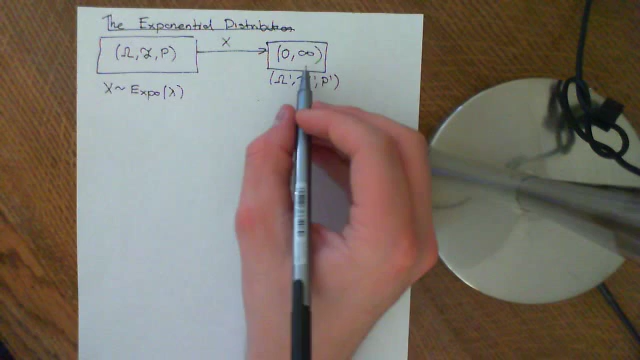 The Exponential Distribution
(Ω, F, P) X (0, ∞)
X ~ Expo(λ) (Ω', F', P')